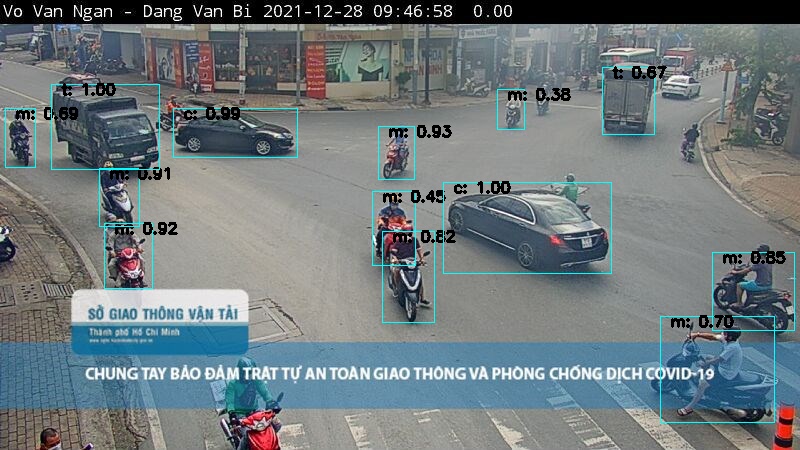 Vo Van Ngan - Dang Van Bi 2021-12-28 09:46:58 0.00
t: 1.00
t: 0.67
m: 0.38
m: 0.69
c: 0.99
m: 0.93
m: 0.91
c: 1.00
m: 0.45
m: 0.92
m: 0.82
m: 0.85
SỞ GIAO THÔNG VẬN TẢI
Thành phố Hồ Chí Minh
m: 0.70
CHUNG TAY BẢO ĐẢM TRẬT TỰ AN TOÀN GIAO THÔNG VÀ PHÒNG CHỐNG DỊCH COVID-19